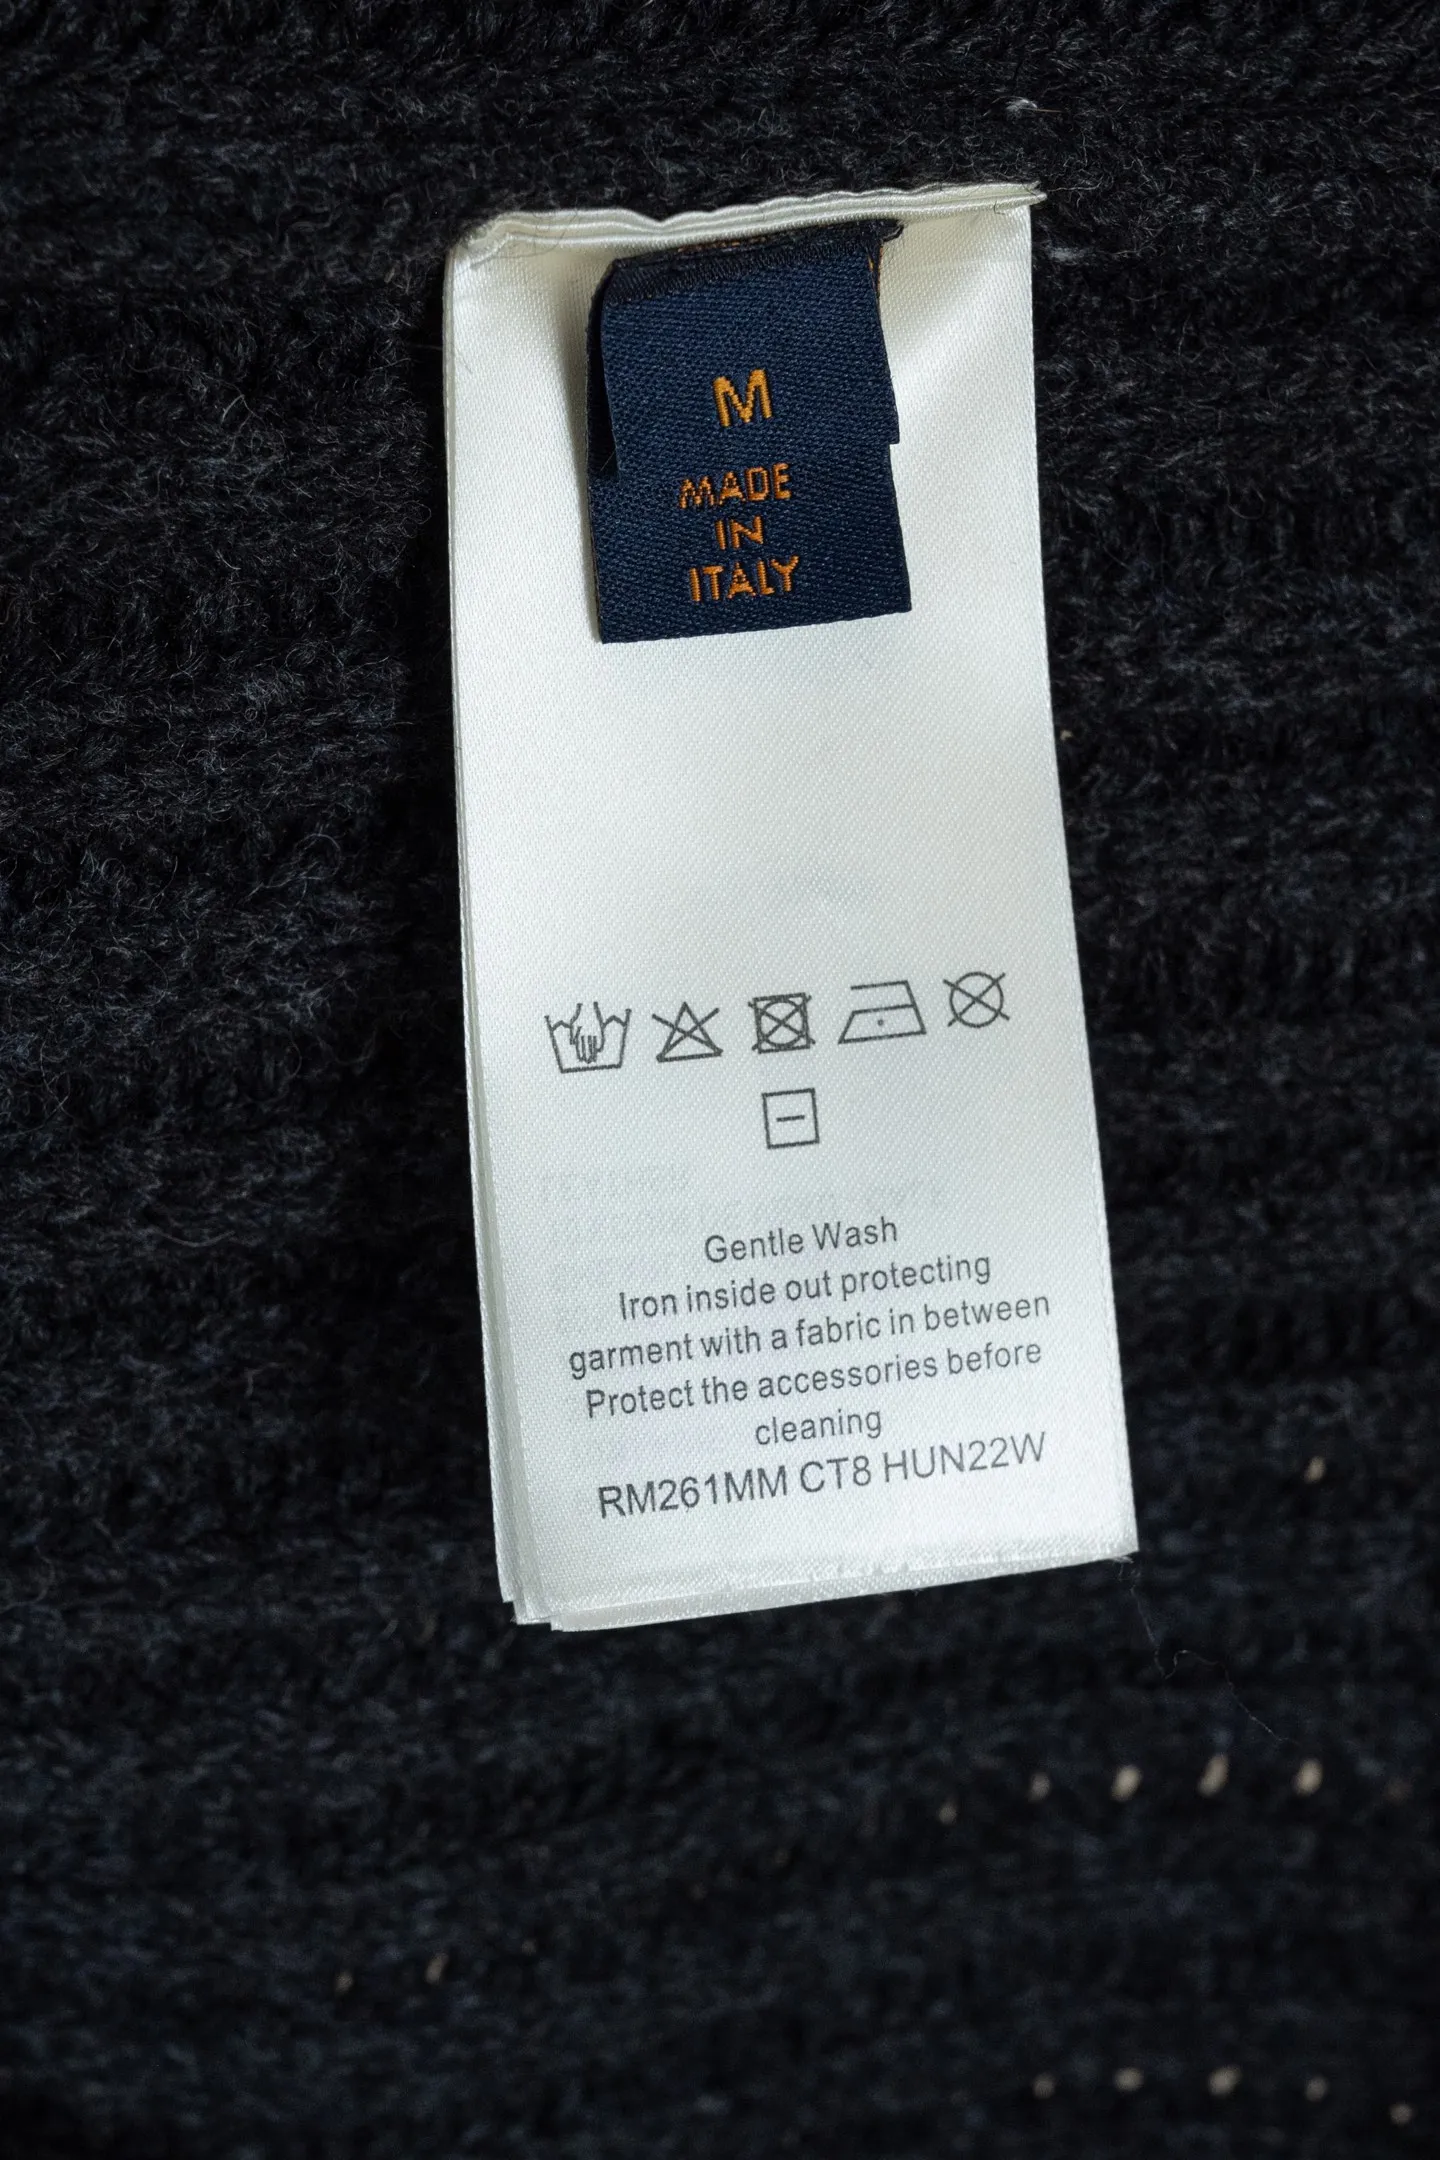 M
MADE
IN
ITALY
Gentle Wash
Iron inside out protecting
garment with a fabric in between
Protect the accessories before
cleaning
RM261MM CT8 HUN22W